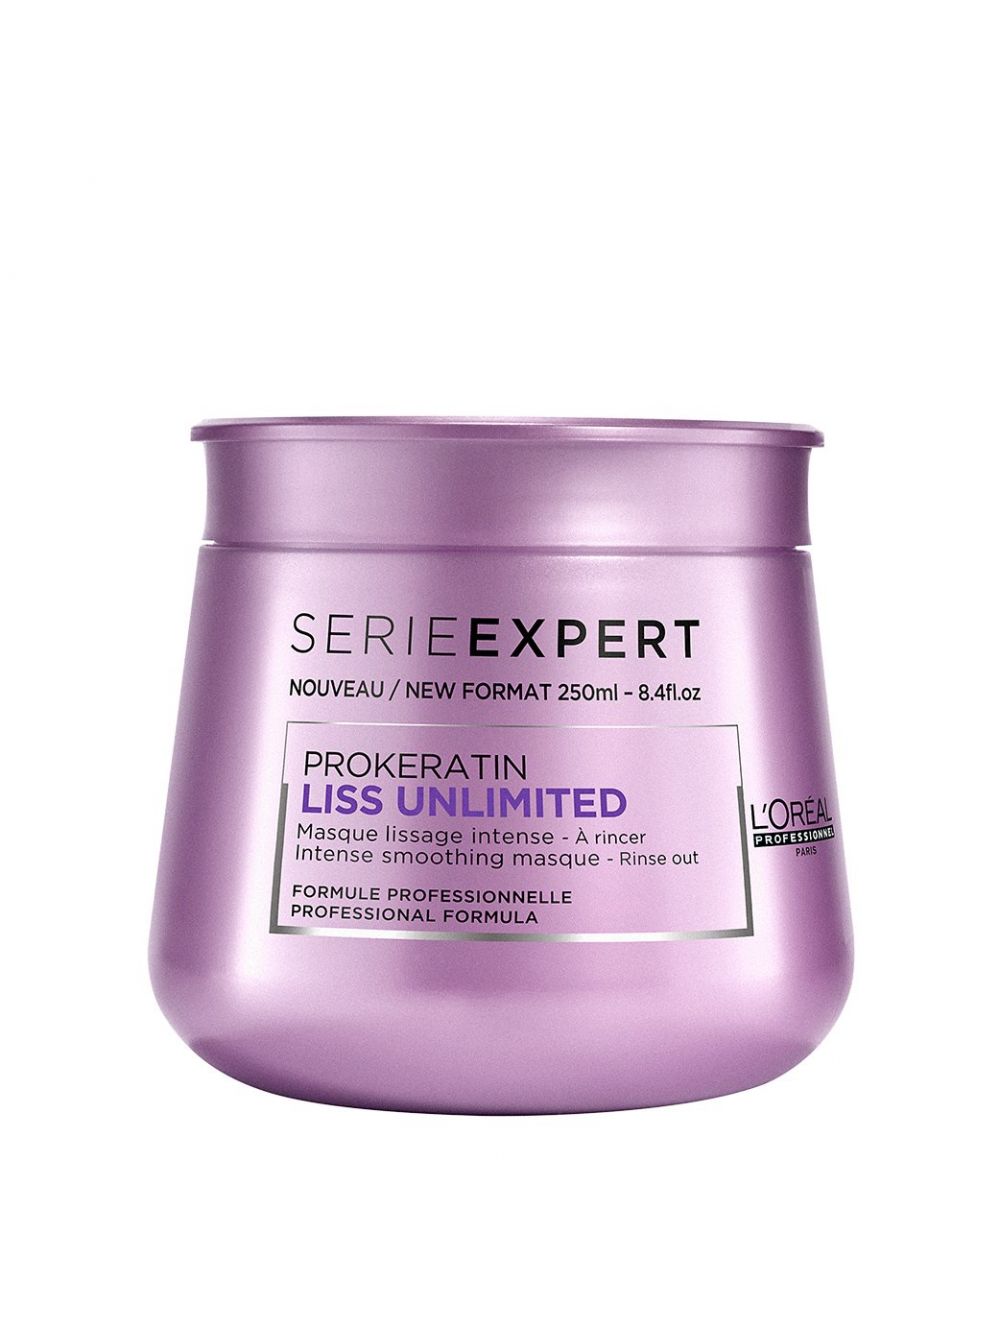 SERIEEXPERT
NOUVEAU / NEW FORMAT 250ml - 8.4fl.oz
PROKERATIN
LISS UNLIMITED
Masque lissage intense - À rincer
Intense smoothing masque - Rinse out
FORMULE PROFESSIONNELLE
PROFESSIONAL FORMULA
L'ORÉAL
PROFESSIONNEL
PARIS